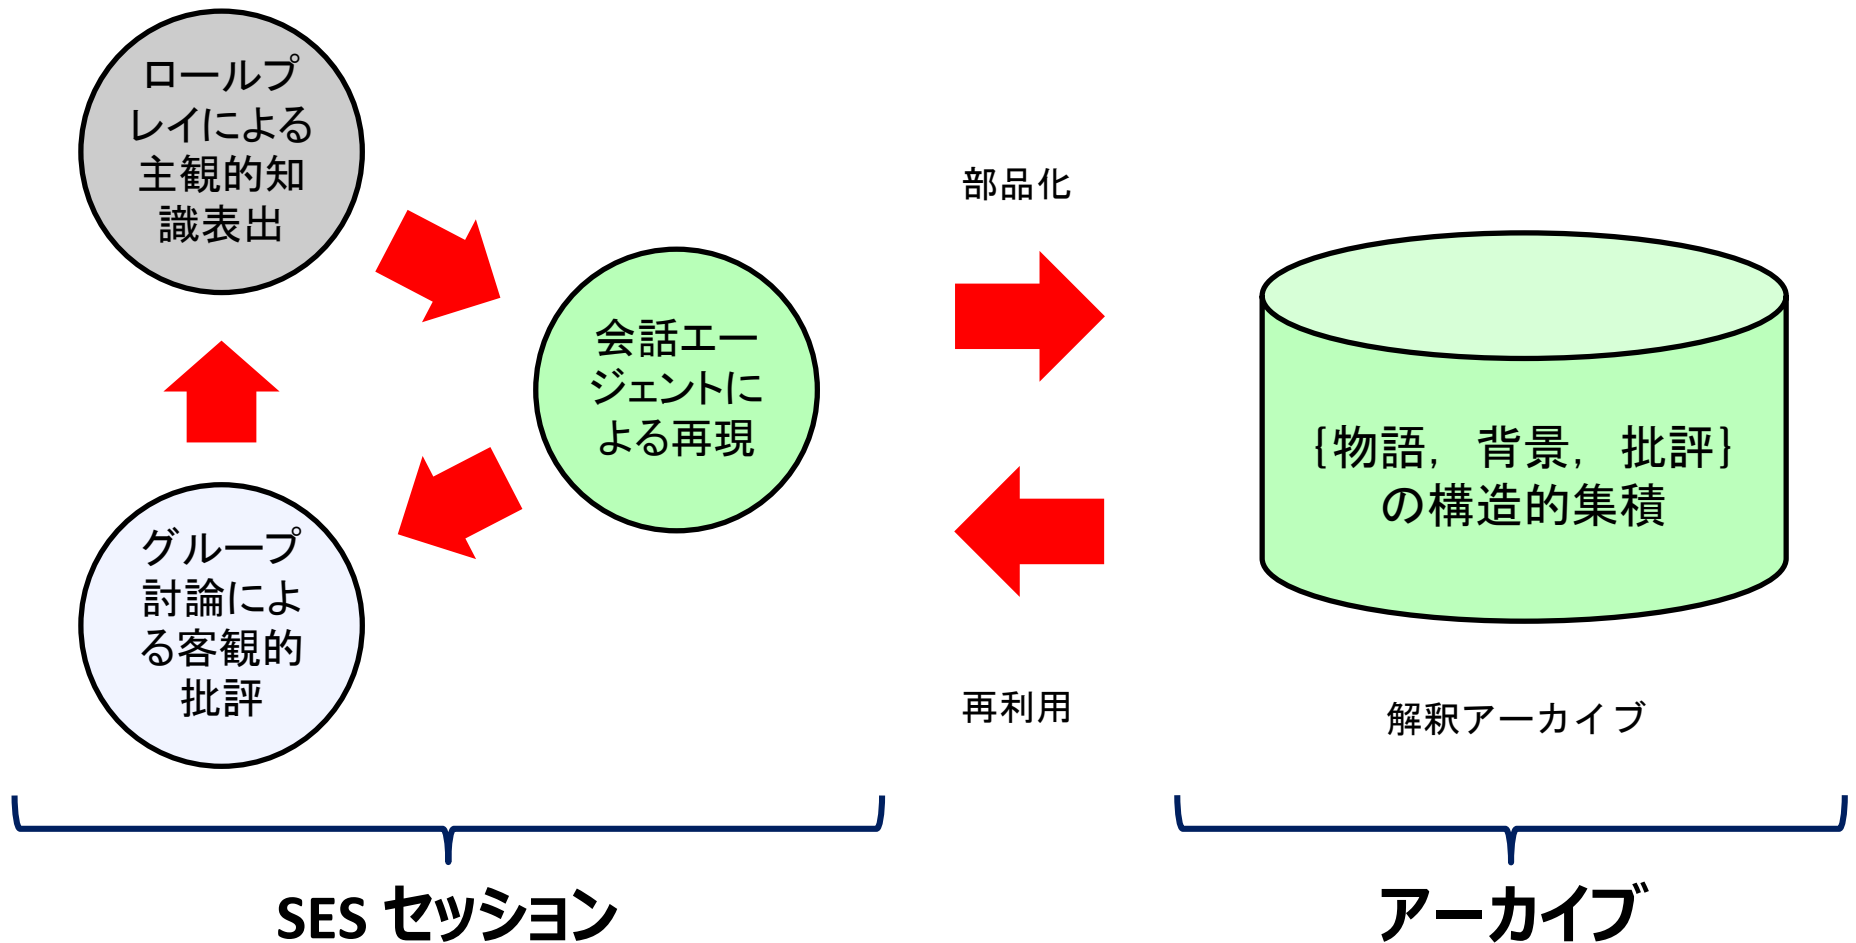 ロールプ
レイによる
主観的知
識表出
会話エー
ジェントに
よる再現
グループ
討論によ
る客観的
批評
部品化
再利用
{物語，背景，批評}
の構造的集積
解釈アーカイブ
SES セッション
アーカイブ